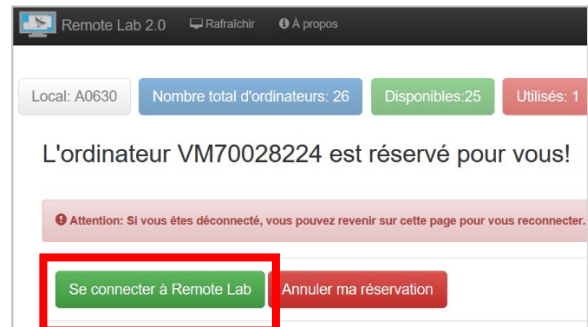 Remote Lab 2.0 Rafraîchir À propos
Local: A0630 Nombre total d'ordinateurs: 26 Disponibles:25 Utilisés: 1
L'ordinateur VM70028224 est réservé pour vous!
Attention: Si vous êtes déconnecté, vous pouvez revenir sur cette page pour vous reconnecter.
Se connecter à Remote Lab Annuler ma réservation